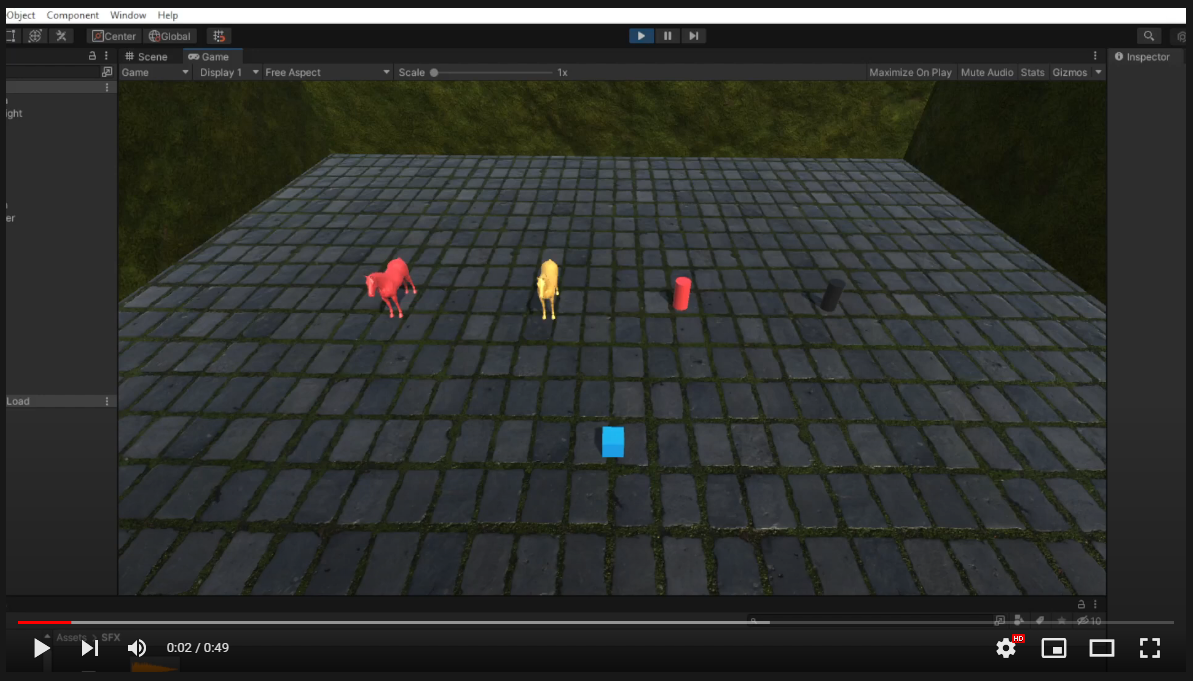 Object Component Window Help
Center Global
Scene Game Inspector
Game Display 1 Free Aspect Scale 1x Maximize On Play Mute Audio Stats Gizmos
ight
er
Load
10
Assets > SFX
0:02 / 0:49 HD